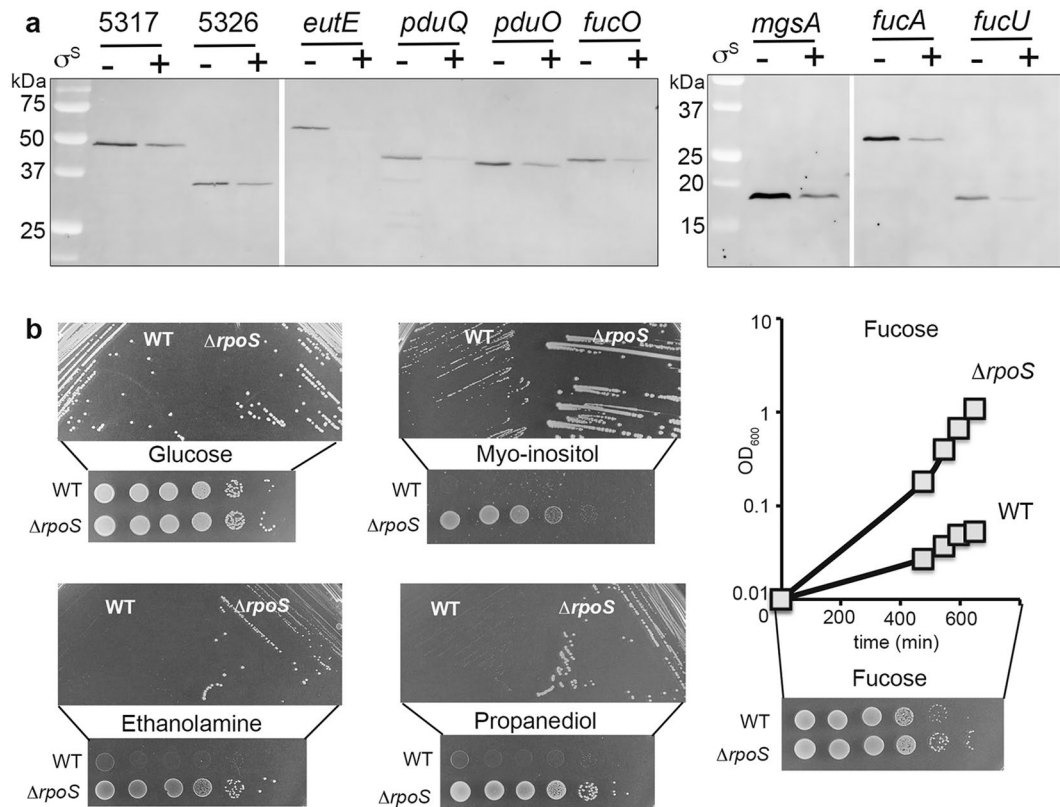 a
5317 5326 eutE pduQ pduO fucO mgsA fucA fucU
σS - + - + - + - + - + - + σS - + - + - +
kDa
75
50
37
25
kDa
37
25
20
15
b
WT ΔrpoS
Glucose
WT
ΔrpoS
WT ΔrpoS
Myo-inositol
WT
ΔrpoS
WT ΔrpoS
Ethanolamine
WT
ΔrpoS
WT ΔrpoS
Propanediol
WT
ΔrpoS
Fucose
10
1
0.1
0.01
OD600
ΔrpoS
WT
0 200 400 600
time (min)
Fucose
WT
ΔrpoS